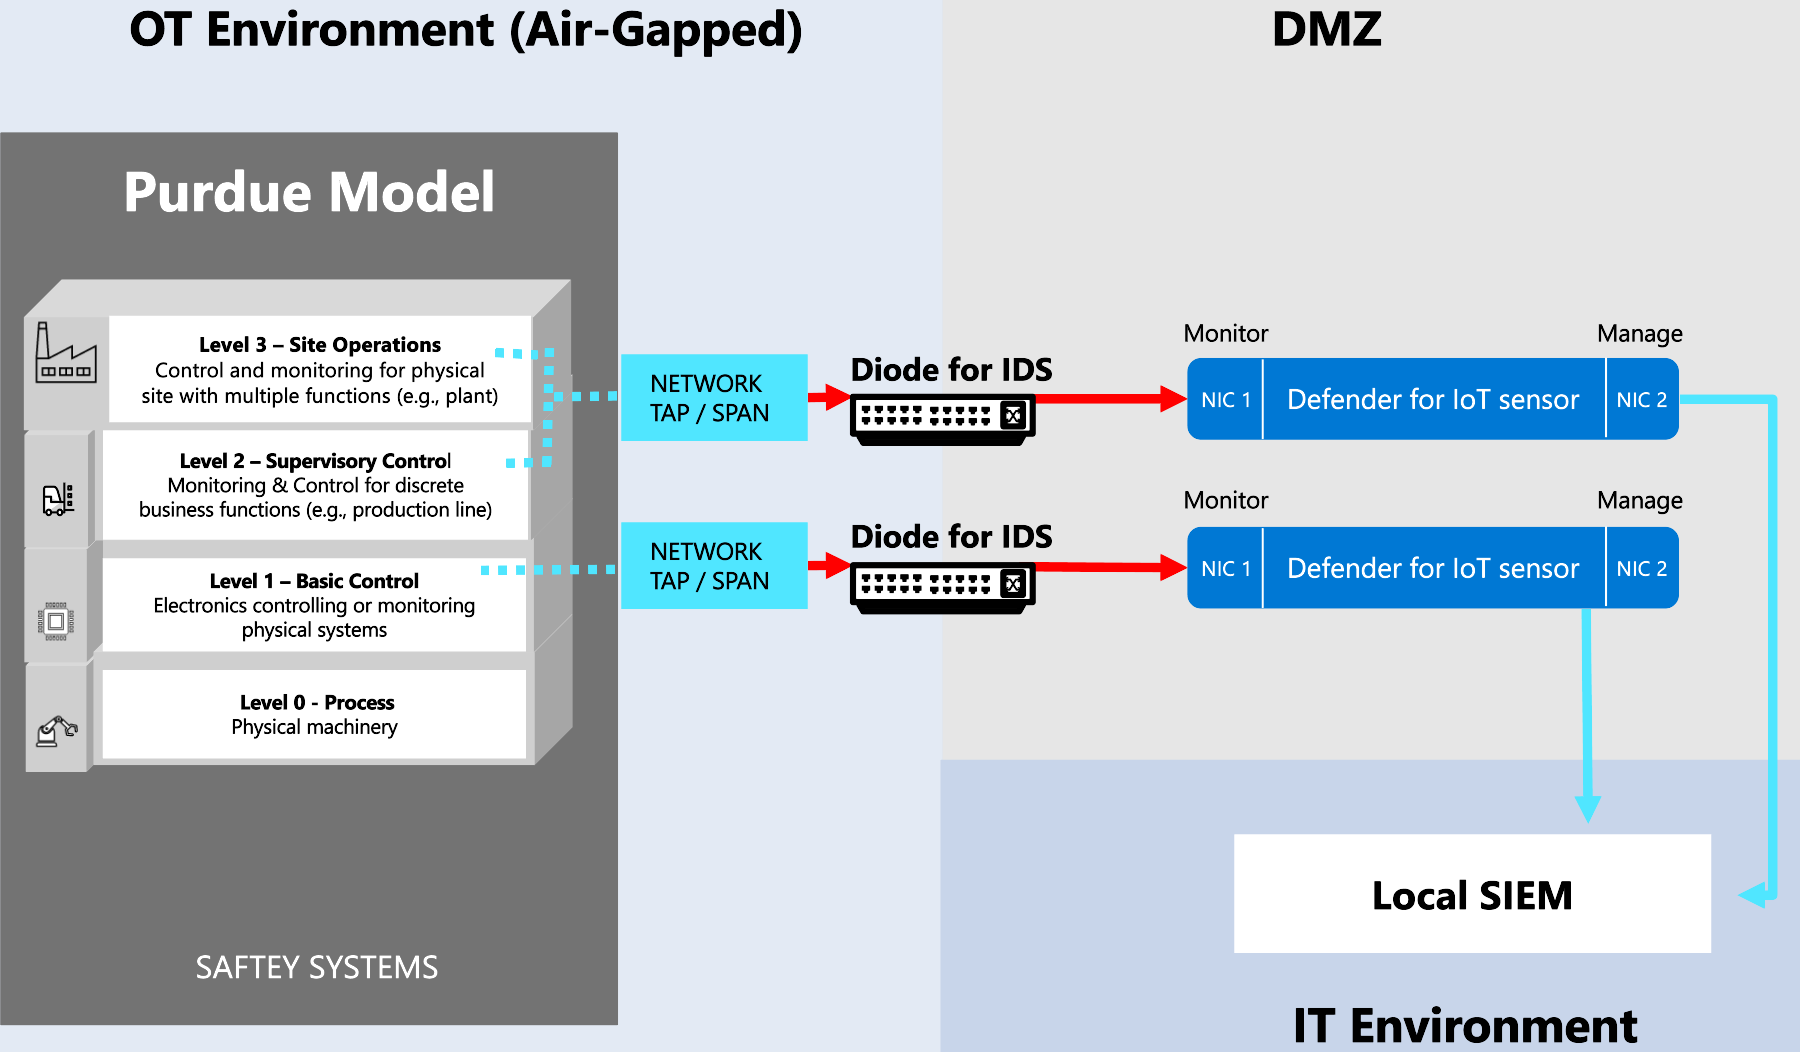 OT Environment (Air-Gapped)
DMZ
Purdue Model
Level 3 – Site Operations
Control and monitoring for physical
site with multiple functions (e.g., plant)
Level 2 – Supervisory Control
Monitoring & Control for discrete
business functions (e.g., production line)
Level 1 – Basic Control
Electronics controlling or monitoring
physical systems
Level 0 - Process
Physical machinery
SAFTEY SYSTEMS
NETWORK
TAP / SPAN
Diode for IDS
Monitor
Manage
NIC 1
Defender for IoT sensor
NIC 2
NETWORK
TAP / SPAN
Diode for IDS
Monitor
Manage
NIC 1
Defender for IoT sensor
NIC 2
Local SIEM
IT Environment